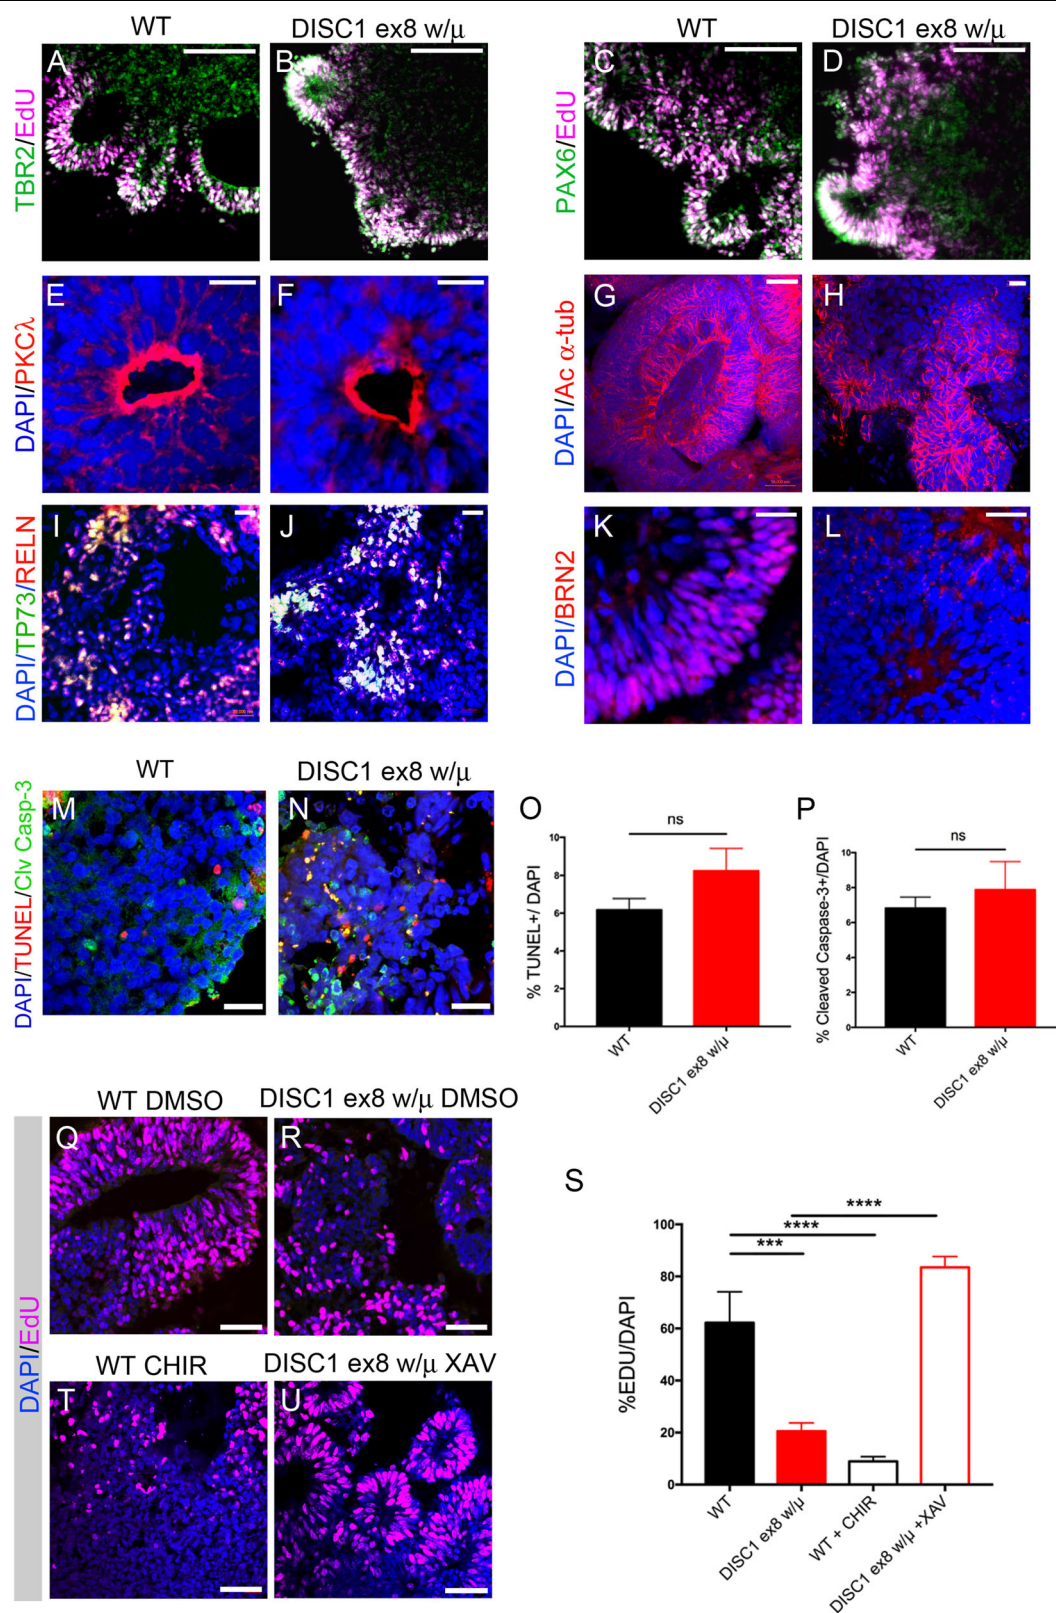 WT
DISC1 ex8 w/μ
WT
DISC1 ex8 w/μ
TBR2/EdU
A
B
PAX6/EdU
C
D
DAPI/PKCλ
E
F
DAPI/Ac α-tub
G
H
DAPI/TP73/RELN
I
J
DAPI/BRN2
K
L
WT
DISC1 ex8 w/μ
DAPI/TUNEL/Clv Casp-3
M
N
O
ns
% TUNEL+/ DAPI
10
8
6
4
2
0
WT
DISC1 ex8 w/μ
P
ns
% Cleaved Caspase-3+/DAPI
10
8
6
4
2
0
WT
DISC1 ex8 w/μ
WT DMSO
DISC1 ex8 w/μ DMSO
DAPI/EdU
Q
R
WT CHIR
DISC1 ex8 w/μ XAV
T
U
S
****
****
***
%EDU/DAPI
100
80
60
40
20
0
WT
DISC1 ex8 w/μ
WT + CHIR
DISC1 ex8 w/μ +XAV